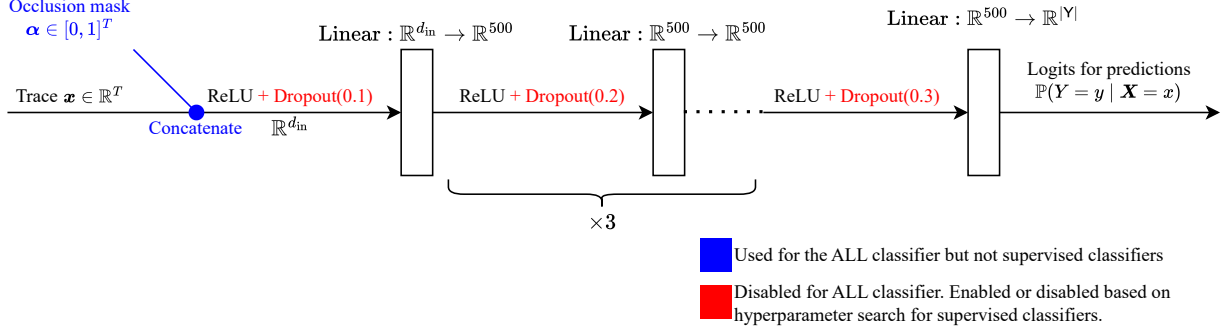 Occlusion mask
α ∈ [0, 1]^T
Linear : ℝ^{d_in} → ℝ^500
Linear : ℝ^500 → ℝ^500
Linear : ℝ^500 → ℝ^|Y|
Trace x ∈ ℝ^T
Concatenate
ReLU + Dropout(0.1)
ℝ^{d_in}
ReLU + Dropout(0.2)
ReLU + Dropout(0.3)
Logits for predictions
ℙ(Y = y | X = x)
×3
Used for the ALL classifier but not supervised classifiers
Disabled for ALL classifier. Enabled or disabled based on
hyperparameter search for supervised classifiers.